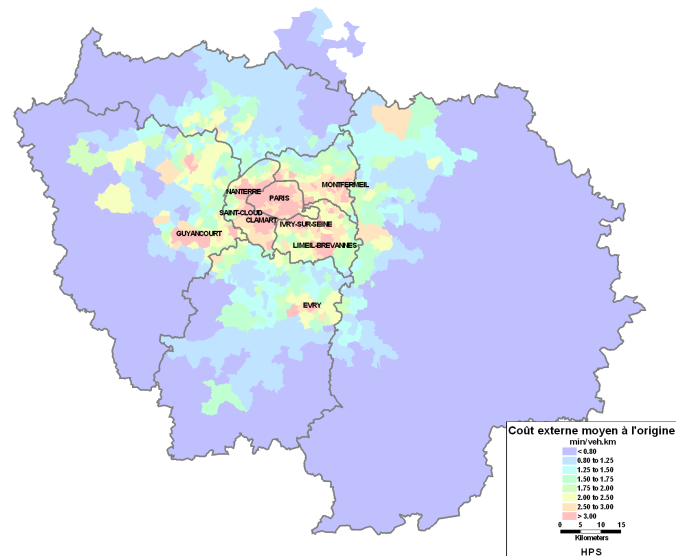 MONTFERMEIL
NANTERRE
PARIS
SAINT-CLOUD
CLAMART
IVRY-SUR-SEINE
GUYANCOURT
LIMEIL-BREVANNES
EVRY
Coût externe moyen à l'origine
min/veh.km
< 0.80
0.80 to 1.25
1.25 to 1.50
1.50 to 1.75
1.75 to 2.00
2.00 to 2.50
2.50 to 3.00
> 3.00
0 5 10 15
Kilometers
HPS